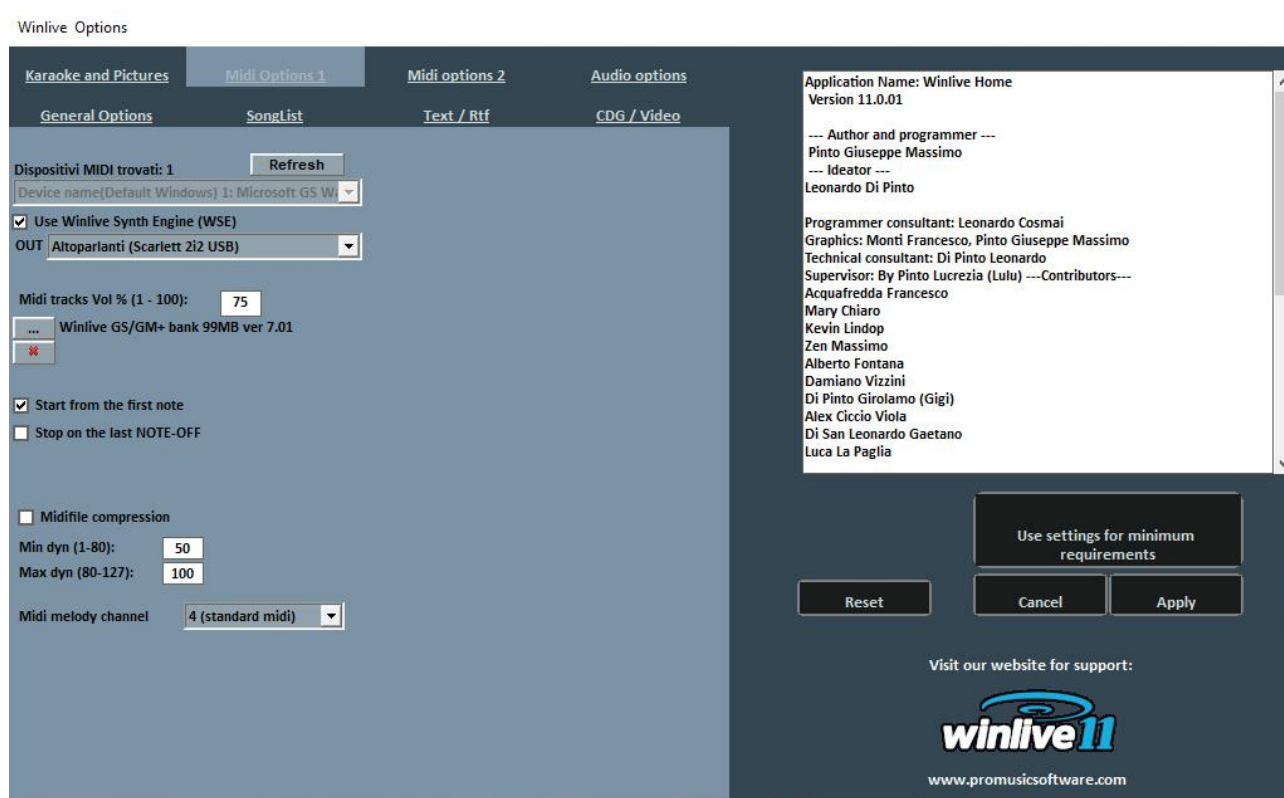 Winlive Options
Karaoke and Pictures
Midi Options 1
Midi options 2
Audio options
General Options
SongList
Text / Rtf
CDG / Video
Dispositivi MIDI trovati: 1
Refresh
Device name(Default Windows) 1: Microsoft GS
Use Winlive Synth Engine (WSE)
OUT Altoparlanti (Scarlett 2i2 USB)
Midi tracks Vol % (1 - 100): 75
... Winlive GS/GM+ bank 99MB ver 7.01
Start from the first note
Stop on the last NOTE-OFF
Midifile compression
Min dyn (1-80): 50
Max dyn (80-127): 100
Midi melody channel 4 (standard midi)
Application Name: Winlive Home
Version 11.0.01
--- Author and programmer ---
Pinto Giuseppe Massimo
--- Ideator ---
Leonardo Di Pinto
Programmer consultant: Leonardo Cosmai
Graphics: Monti Francesco, Pinto Giuseppe Massimo
Technical consultant: Di Pinto Leonardo
Supervisor: By Pinto Lucrezia (Lulu) ---Contributors---
Acquafredda Francesco
Mary Chiaro
Kevin Lindop
Zen Massimo
Alberto Fontana
Damiano Vizzini
Di Pinto Girolamo (Gigi)
Alex Ciccio Viola
Di San Leonardo Gaetano
Luca La Paglia
Use settings for minimum
requirements
Reset
Cancel
Apply
Visit our website for support:
winlive 11
www.promusicsoftware.com